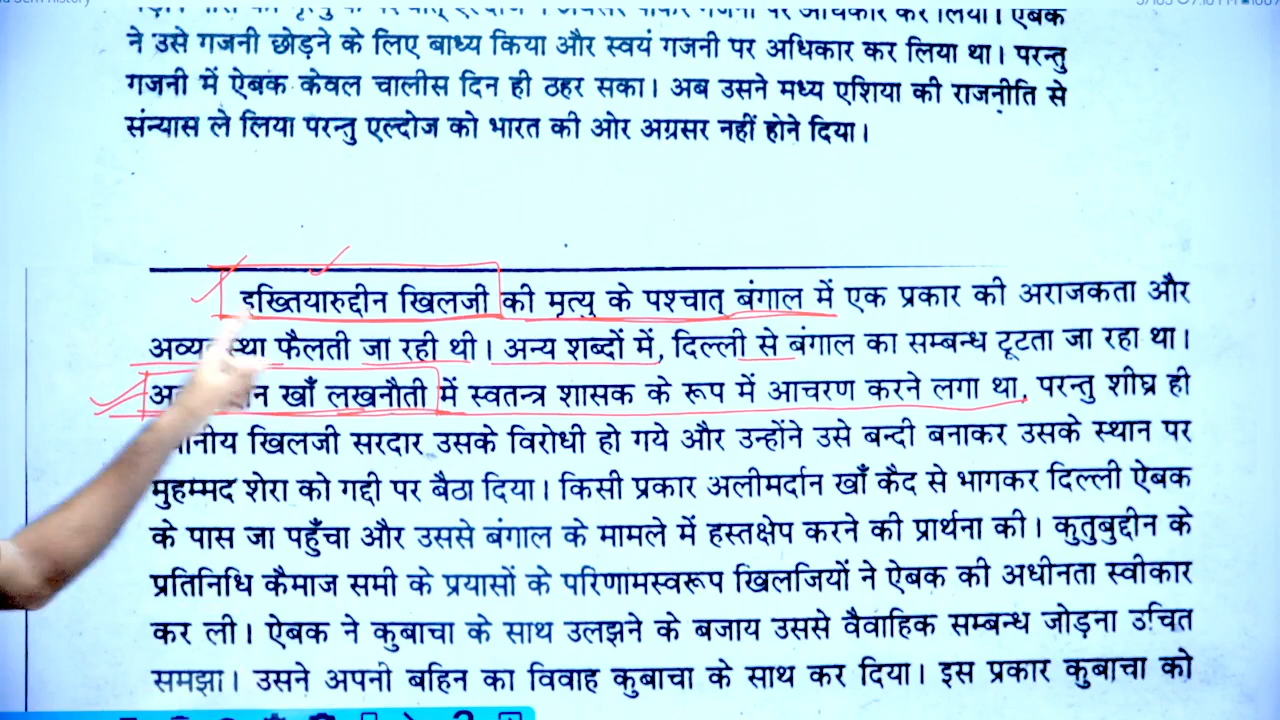 पर अधिकार कर लिया। ऐबक
ने उसे गजनी छोड़ने के लिए बाध्य किया और स्वयं गजनी पर अधिकार कर लिया था। परन्तु
गजनी में ऐबक केवल चालीस दिन ही ठहर सका। अब उसने मध्य एशिया की राजनीति से
संन्यास ले लिया परन्तु एल्दोज को भारत की ओर अग्रसर नहीं होने दिया।
इख्तियारुद्दीन खिलजी की मृत्यु के पश्चात् बंगाल में एक प्रकार की अराजकता और
फैलती जा रही थी। अन्य शब्दों में, दिल्ली से बंगाल का सम्बन्ध टूटता जा रहा था।
खाँ लखनौती में स्वतन्त्र शासक के रूप में आचरण करने लगा था, परन्तु शीघ्र ही
खिलजी सरदार उसके विरोधी हो गये और उन्होंने उसे बन्दी बनाकर उसके स्थान पर
मुहम्मद शेरा को गद्दी पर बैठा दिया। किसी प्रकार अलीमर्दान खाँ कैद से भागकर दिल्ली ऐबक
के पास जा पहुँचा और उससे बंगाल के मामले में हस्तक्षेप करने की प्रार्थना की। कुतुबुद्दीन के
प्रतिनिधि कैमाज समी के प्रयासों के परिणामस्वरूप खिलजियों ने ऐबक की अधीनता स्वीकार
कर ली। ऐबक ने कुबाचा के साथ उलझने के बजाय उससे वैवाहिक सम्बन्ध जोड़ना उचित
समझा। उसने अपनी बहिन का विवाह कुबाचा के साथ कर दिया। इस प्रकार कुबाचा को